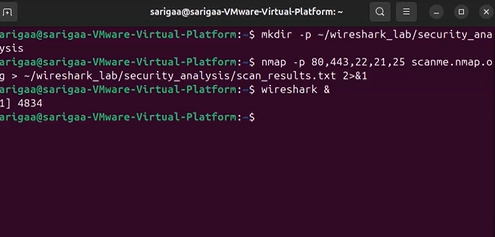 sarigaa@sarigaa-VMware-Virtual-Platform: ~
arigaa@sarigaa-VMware-Virtual-Platform:~$ mkdir -p ~/wireshark_lab/security_ana
ysis
arigaa@sarigaa-VMware-Virtual-Platform:~$ nmap -p 80,443,22,21,25 scanme.nmap.o
g > ~/wireshark_lab/security_analysis/scan_results.txt 2>&1
arigaa@sarigaa-VMware-Virtual-Platform:~$ wireshark &
1] 4834
arigaa@sarigaa-VMware-Virtual-Platform:~$